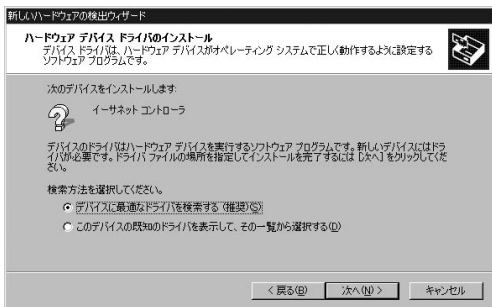 新しいハードウェアの検出ウィザード
ハードウェア デバイス ドライバのインストール
デバイス ドライバは、ハードウェア デバイスがオペレーティング システムで正しく動作するように設定する
ソフトウェア プログラムです。
次のデバイスをインストールします:
イーサネット コントローラ
デバイスのドライバはハードウェア デバイスを実行するソフトウェア プログラムです。新しいデバイスにはドラ
イバが必要です。ドライバ ファイルの場所を指定してインストールを完了するには [次へ] をクリックしてくだ
さい。
検索方法を選択してください。
デバイスに最適なドライバを検索する (推奨)(S)
このデバイスの既知のドライバを表示して、その一覧から選択する(D)
< 戻る(B)
次へ(N) >
キャンセル